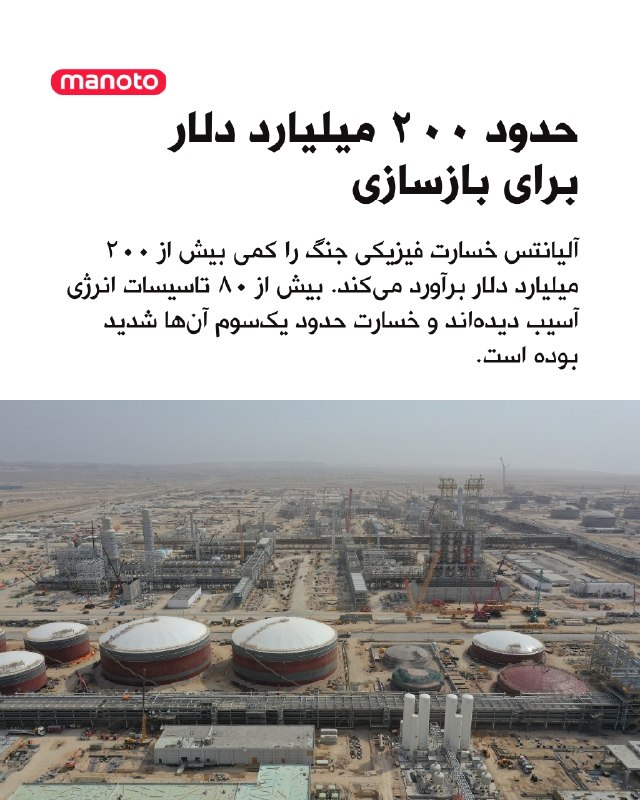 manoto
حدود ۲۰۰ میلیارد دلار
برای بازسازی
آلیانتس خسارت فیزیکی جنگ را کمی بیش از ۲۰۰
میلیارد دلار برآورد می‌کند. بیش از ۸۰ تاسیسات انرژی
آسیب دیده‌اند و خسارت حدود یک‌سوم آن‌ها شدید
بوده است.